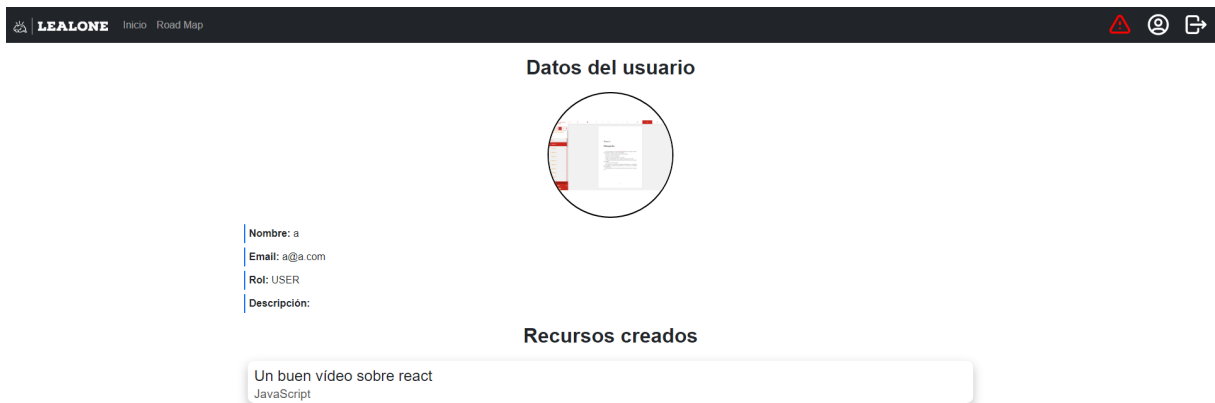 LEALONE Inicio Road Map
Datos del usuario
Nombre: a
Email: a@a.com
Rol: USER
Descripción:
Recursos creados
Un buen vídeo sobre react
JavaScript